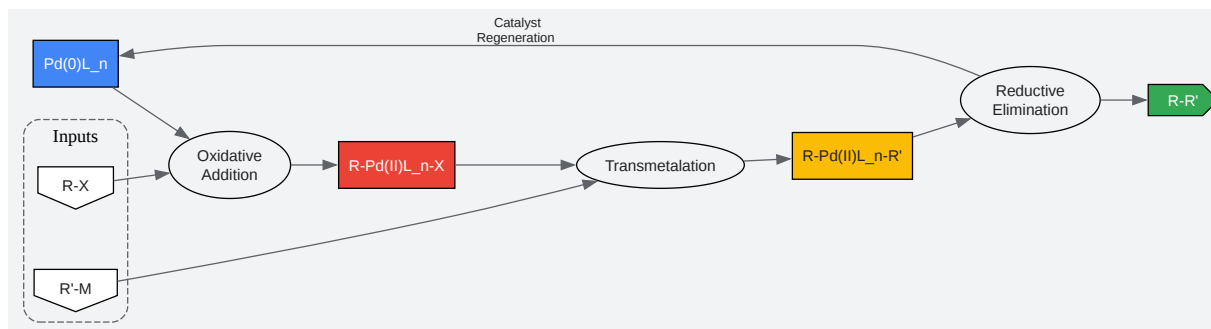 Catalyst
Regeneration
Pd(0)L_n
Inputs
R-X
R'-M
Oxidative
Addition
R-Pd(II)L_n-X
Transmetalation
R-Pd(II)L_n-R'
Reductive
Elimination
R-R'